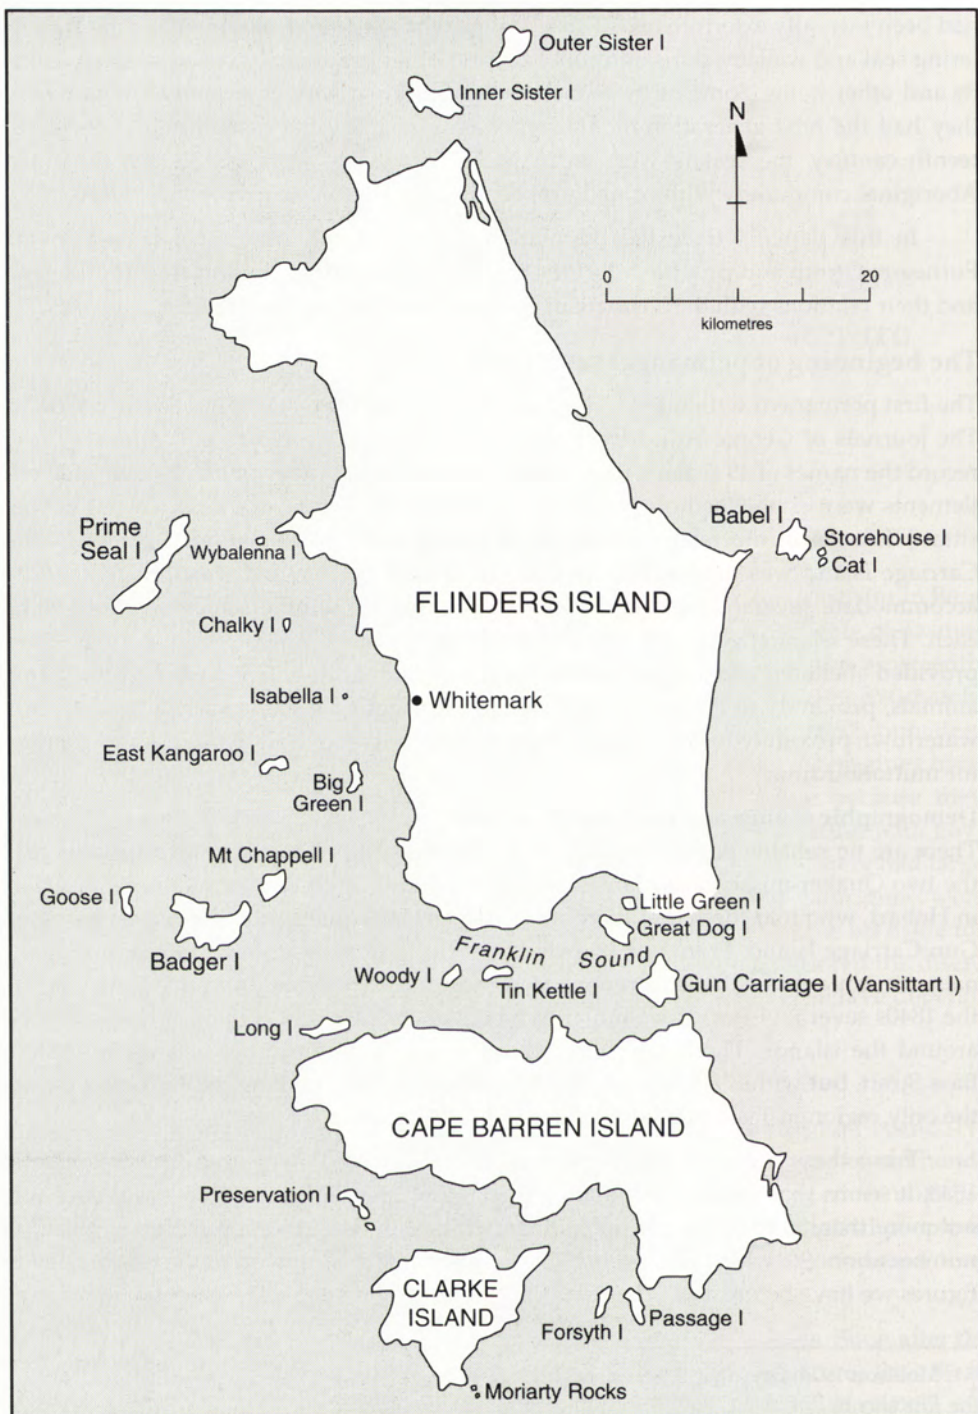 Outer Sister I
Inner Sister I
N
0 20
kilometres
Prime
Seal I
Wybalenna I
Babel I
Storehouse I
Cat I
FLINDERS ISLAND
Chalky I
Isabella I
Whitemark
East Kangaroo I
Big
Green I
Mt Chappell I
Goose I
Badger I
Little Green I
Great Dog I
Franklin Sound
Woody I
Tin Kettle I
Gun Carriage I (Vansittart I)
Long I
CAPE BARREN ISLAND
Preservation I
CLARKE
ISLAND
Forsyth I
Passage I
Moriarty Rocks